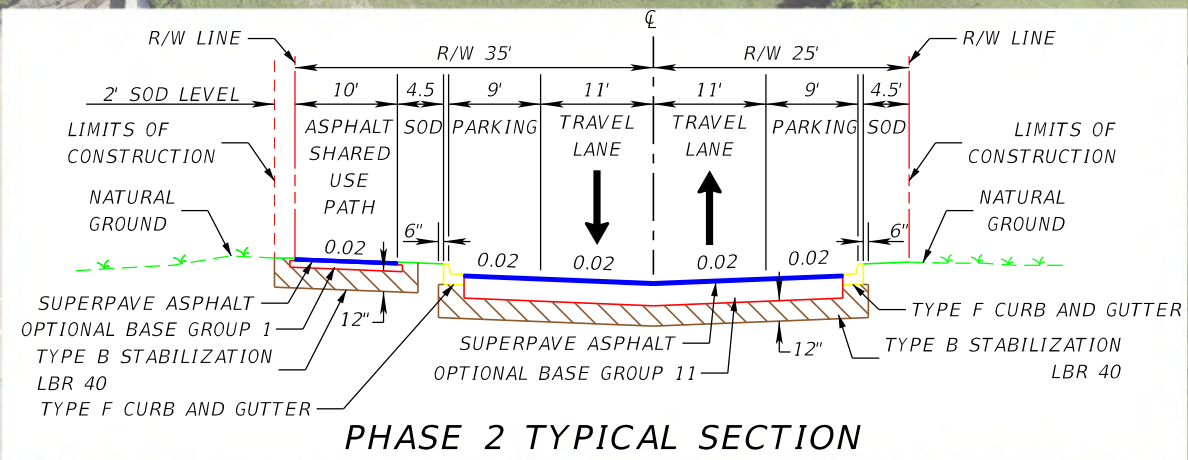 ℄
R/W LINE
R/W 35'
R/W 25'
R/W LINE
2' SOD LEVEL
10'
4.5
9'
11'
11'
9'
4.5'
LIMITS OF
CONSTRUCTION
ASPHALT
SHARED
USE
PATH
SOD
PARKING
TRAVEL
LANE
TRAVEL
LANE
PARKING
SOD
LIMITS OF
CONSTRUCTION
NATURAL
GROUND
NATURAL
GROUND
6"
6"
0.02
0.02
0.02
0.02
0.02
SUPERPAVE ASPHALT
OPTIONAL BASE GROUP 1
12"
TYPE B STABILIZATION
LBR 40
TYPE F CURB AND GUTTER
SUPERPAVE ASPHALT
OPTIONAL BASE GROUP 11
12"
TYPE F CURB AND GUTTER
TYPE B STABILIZATION
LBR 40
PHASE 2 TYPICAL SECTION